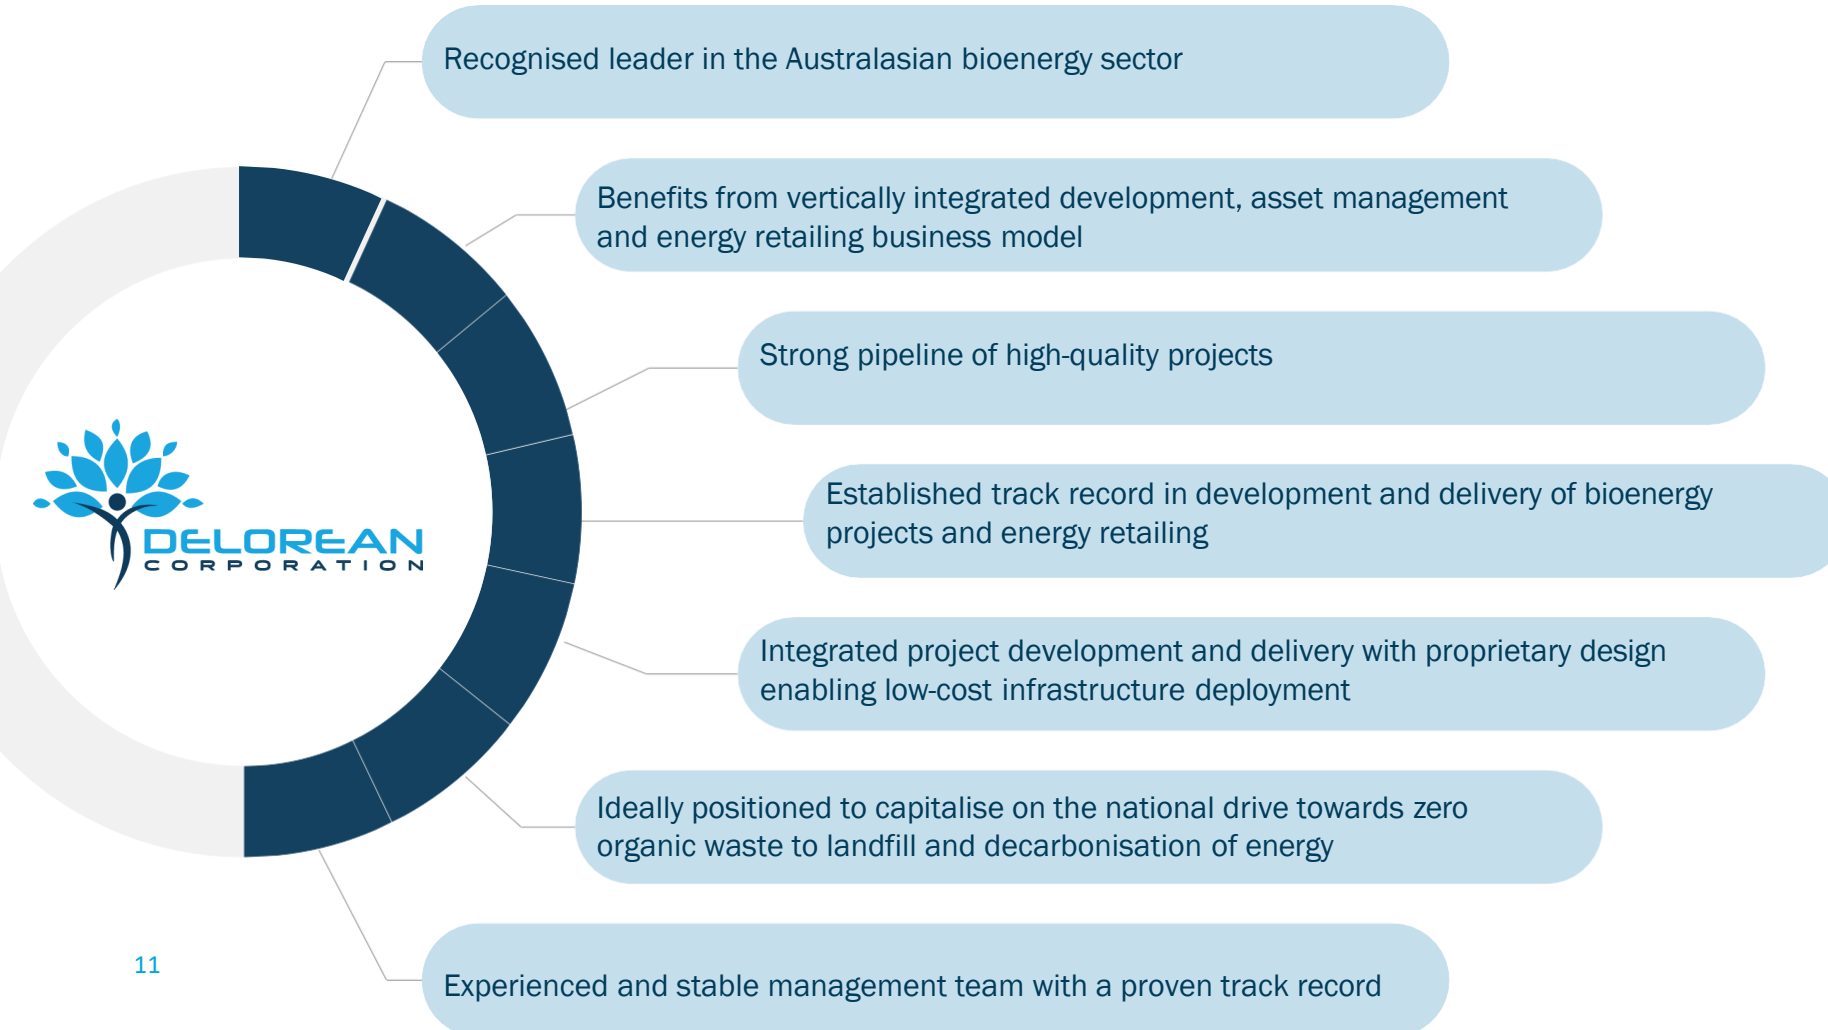 Recognised leader in the Australasian bioenergy sector
Benefits from vertically integrated development, asset management
and energy retailing business model
Strong pipeline of high-quality projects
Established track record in development and delivery of bioenergy
projects and energy retailing
DELOREAN
CORPORATION
Integrated project development and delivery with proprietary design
enabling low-cost infrastructure deployment
Ideally positioned to capitalise on the national drive towards zero
organic waste to landfill and decarbonisation of energy
Experienced and stable management team with a proven track record
11